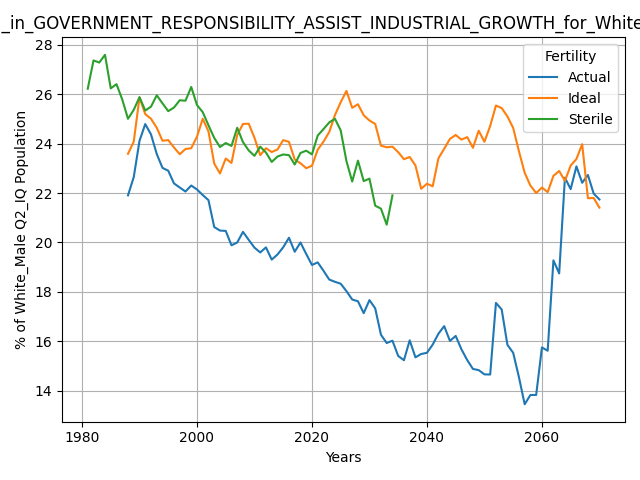 _in_GOVERNMENT_RESPONSIBILITY_ASSIST_INDUSTRIAL_GROWTH_for_White
Fertility
Actual
Ideal
Sterile
% of White_Male Q2_IQ Population
28
26
24
22
20
18
16
14
1980
2000
2020
2040
2060
Years